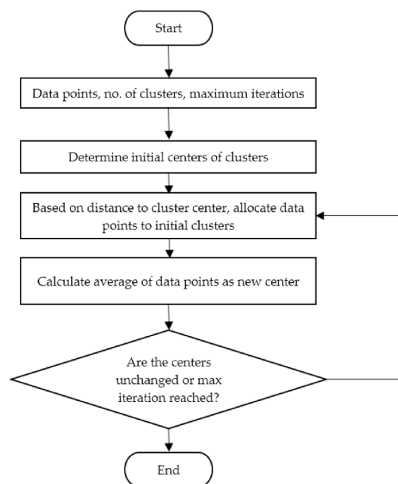 Start
Data points, no. of clusters, maximum iterations
Determine initial centers of clusters
Based on distance to cluster center, allocate data
points to initial clusters
Calculate average of data points as new center
Are the centers
unchanged or max
iteration reached?
End